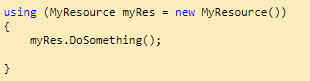 using (MyResource myRes = new MyResource())
{
    myRes.DoSomething();
}